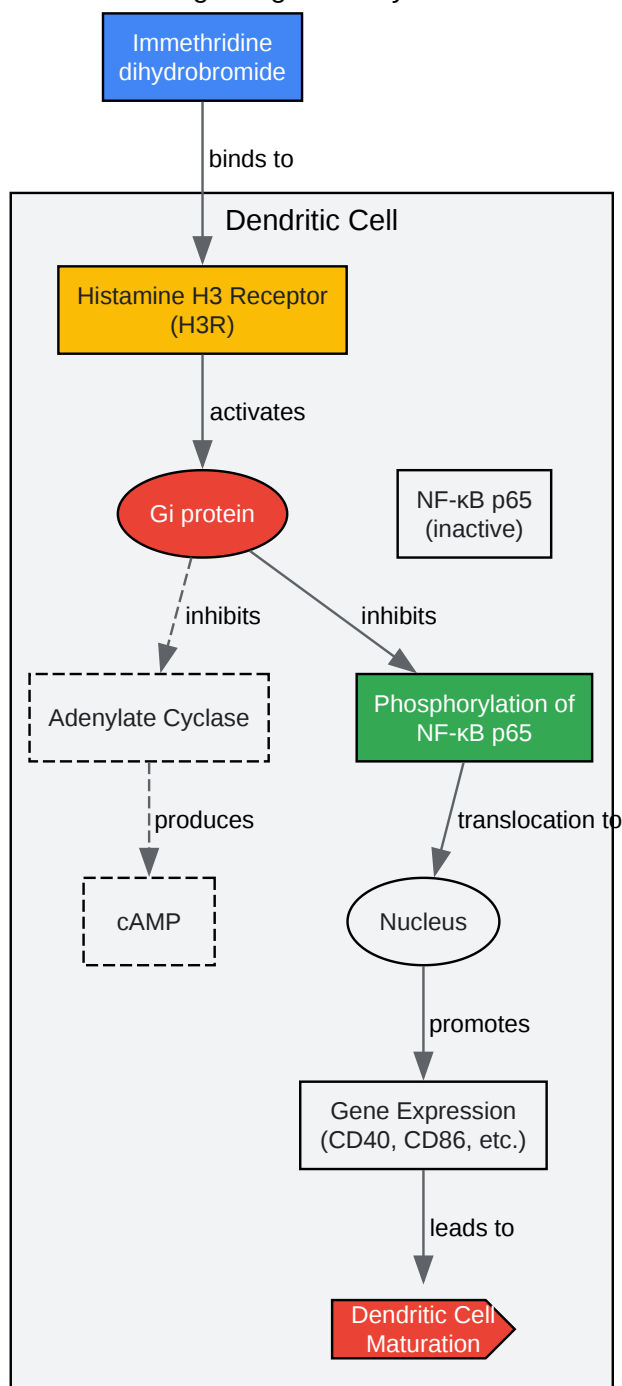 Immethridine
dihydrobromide
binds to
Dendritic Cell
Histamine H3 Receptor
(H3R)
activates
Gi protein
NF-κB p65
(inactive)
inhibits
inhibits
Adenylate Cyclase
Phosphorylation of
NF-κB p65
produces
translocation to
cAMP
Nucleus
promotes
Gene Expression
(CD40, CD86, etc.)
leads to
Dendritic Cell
Maturation